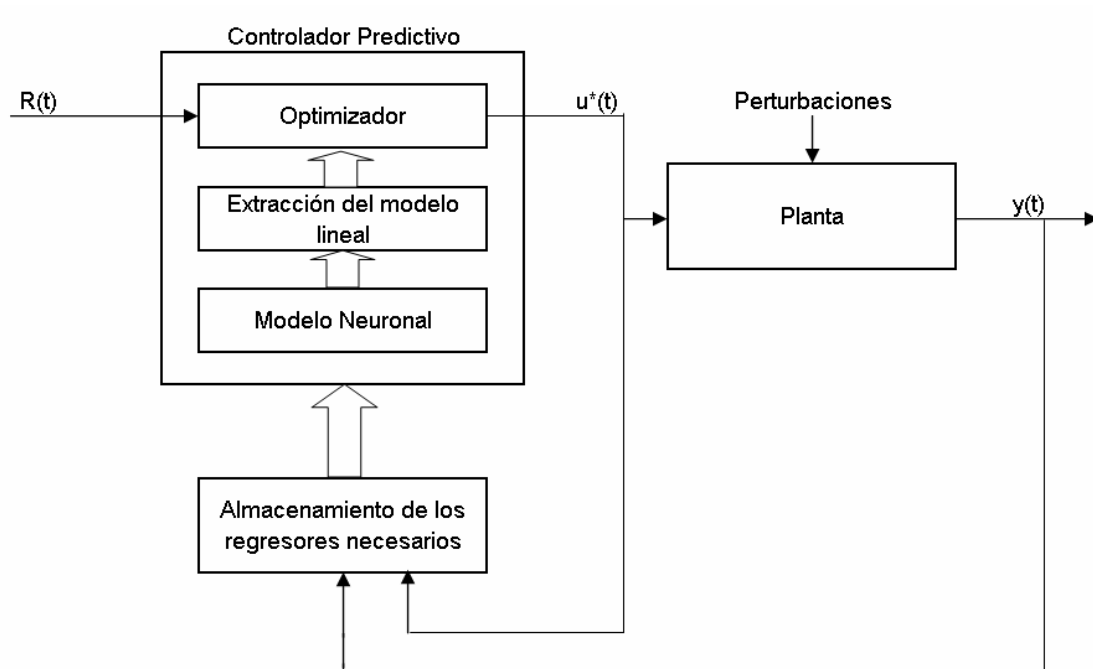 Controlador Predictivo
R(t)
Optimizador
u*(t)
Perturbaciones
Extracción del modelo
lineal
Planta
y(t)
Modelo Neuronal
Almacenamiento de los
regresores necesarios